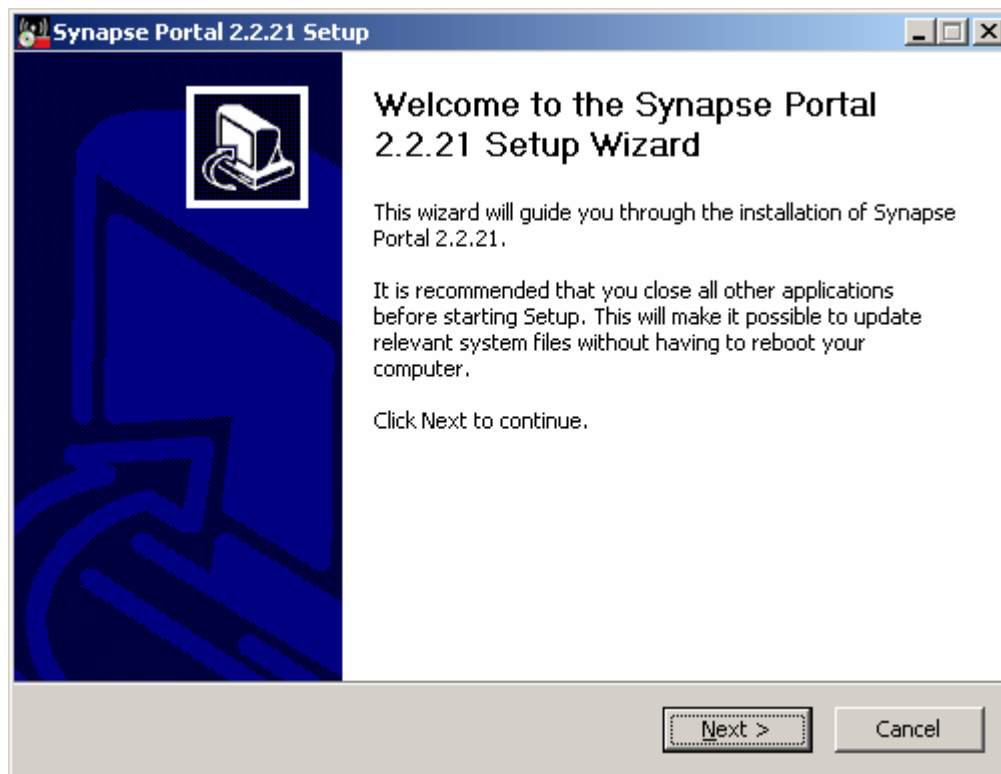 Synapse Portal 2.2.21 Setup
Welcome to the Synapse Portal
2.2.21 Setup Wizard
This wizard will guide you through the installation of Synapse
Portal 2.2.21.
It is recommended that you close all other applications
before starting Setup. This will make it possible to update
relevant system files without having to reboot your
computer.
Click Next to continue.
Next >
Cancel